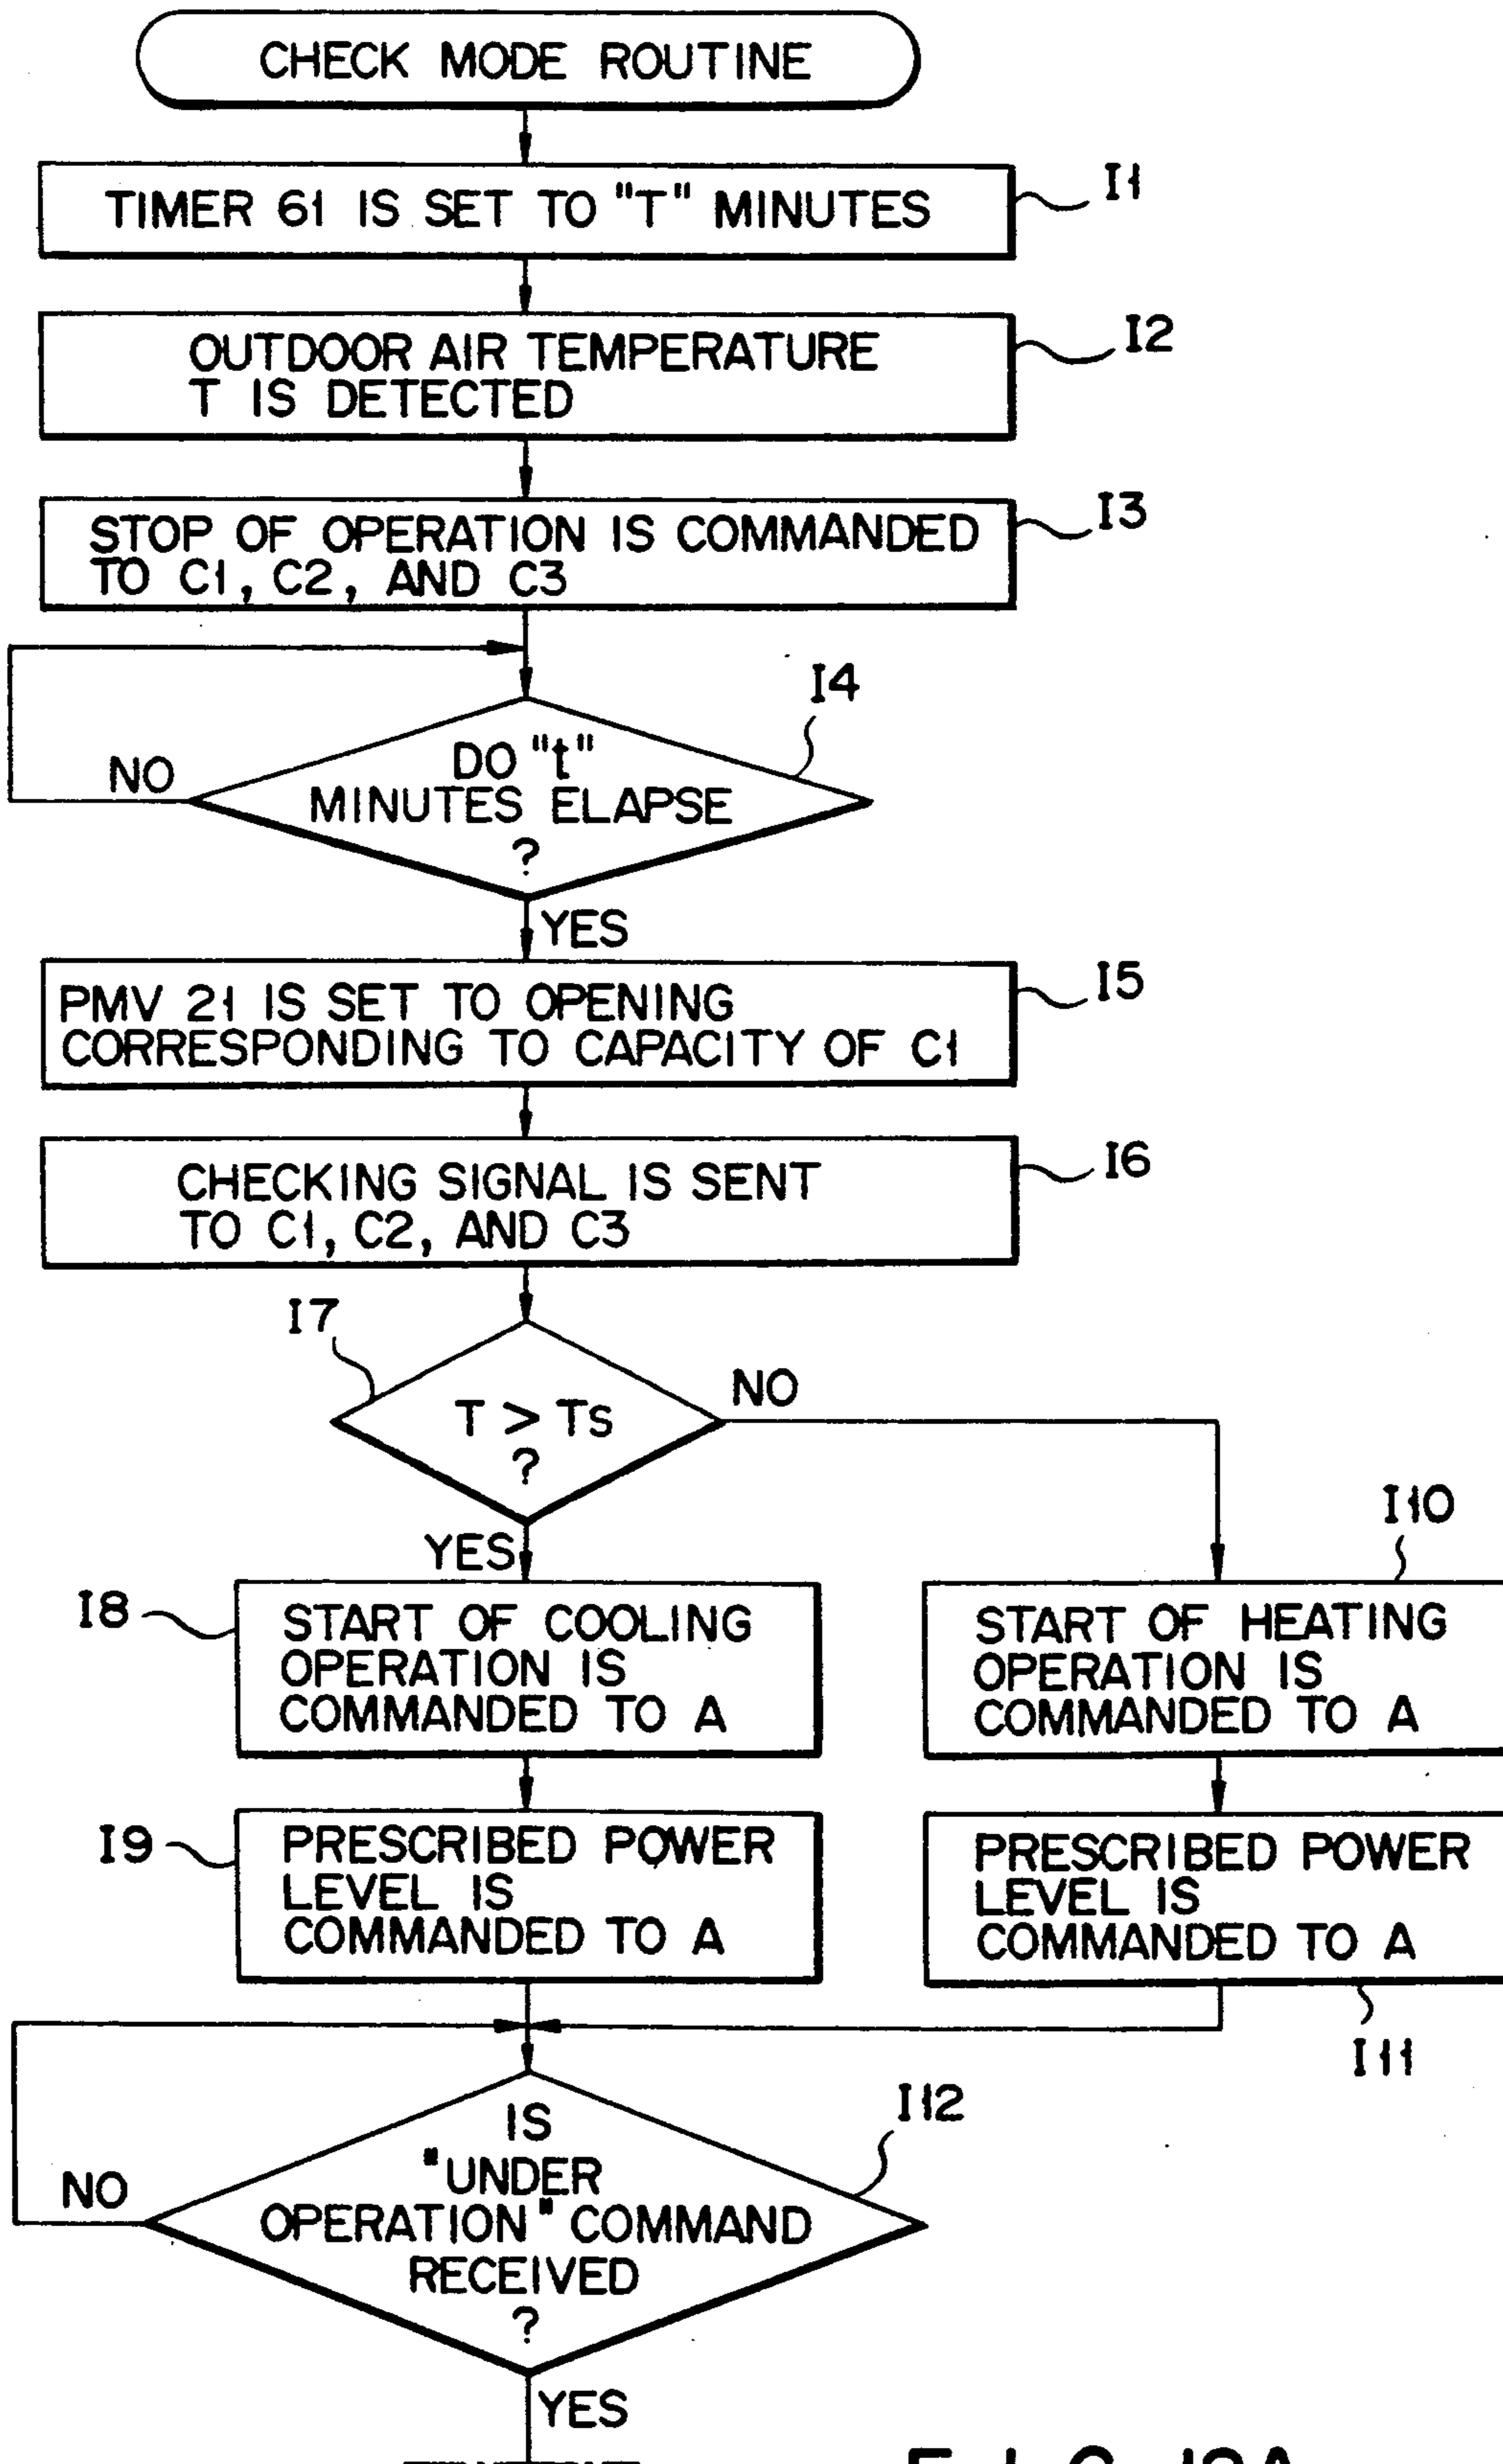 CHECK MODE ROUTINE
TIMER 61 IS SET TO "T" MINUTES
I1
OUTDOOR AIR TEMPERATURE
T IS DETECTED
I2
STOP OF OPERATION IS COMMANDED
TO C1, C2, AND C3
I3
I4
DO "t"
MINUTES ELAPSE
?
NO
YES
PMV 21 IS SET TO OPENING
CORRESPONDING TO CAPACITY OF C1
I5
CHECKING SIGNAL IS SENT
TO C1, C2, AND C3
I6
I7
T > Ts
?
NO
YES
I8
START OF COOLING
OPERATION IS
COMMANDED TO A
I10
START OF HEATING
OPERATION IS
COMMANDED TO A
I9
PRESCRIBED POWER
LEVEL IS
COMMANDED TO A
PRESCRIBED POWER
LEVEL IS
COMMANDED TO A
I11
I12
IS
"UNDER
OPERATION" COMMAND
RECEIVED
?
NO
YES